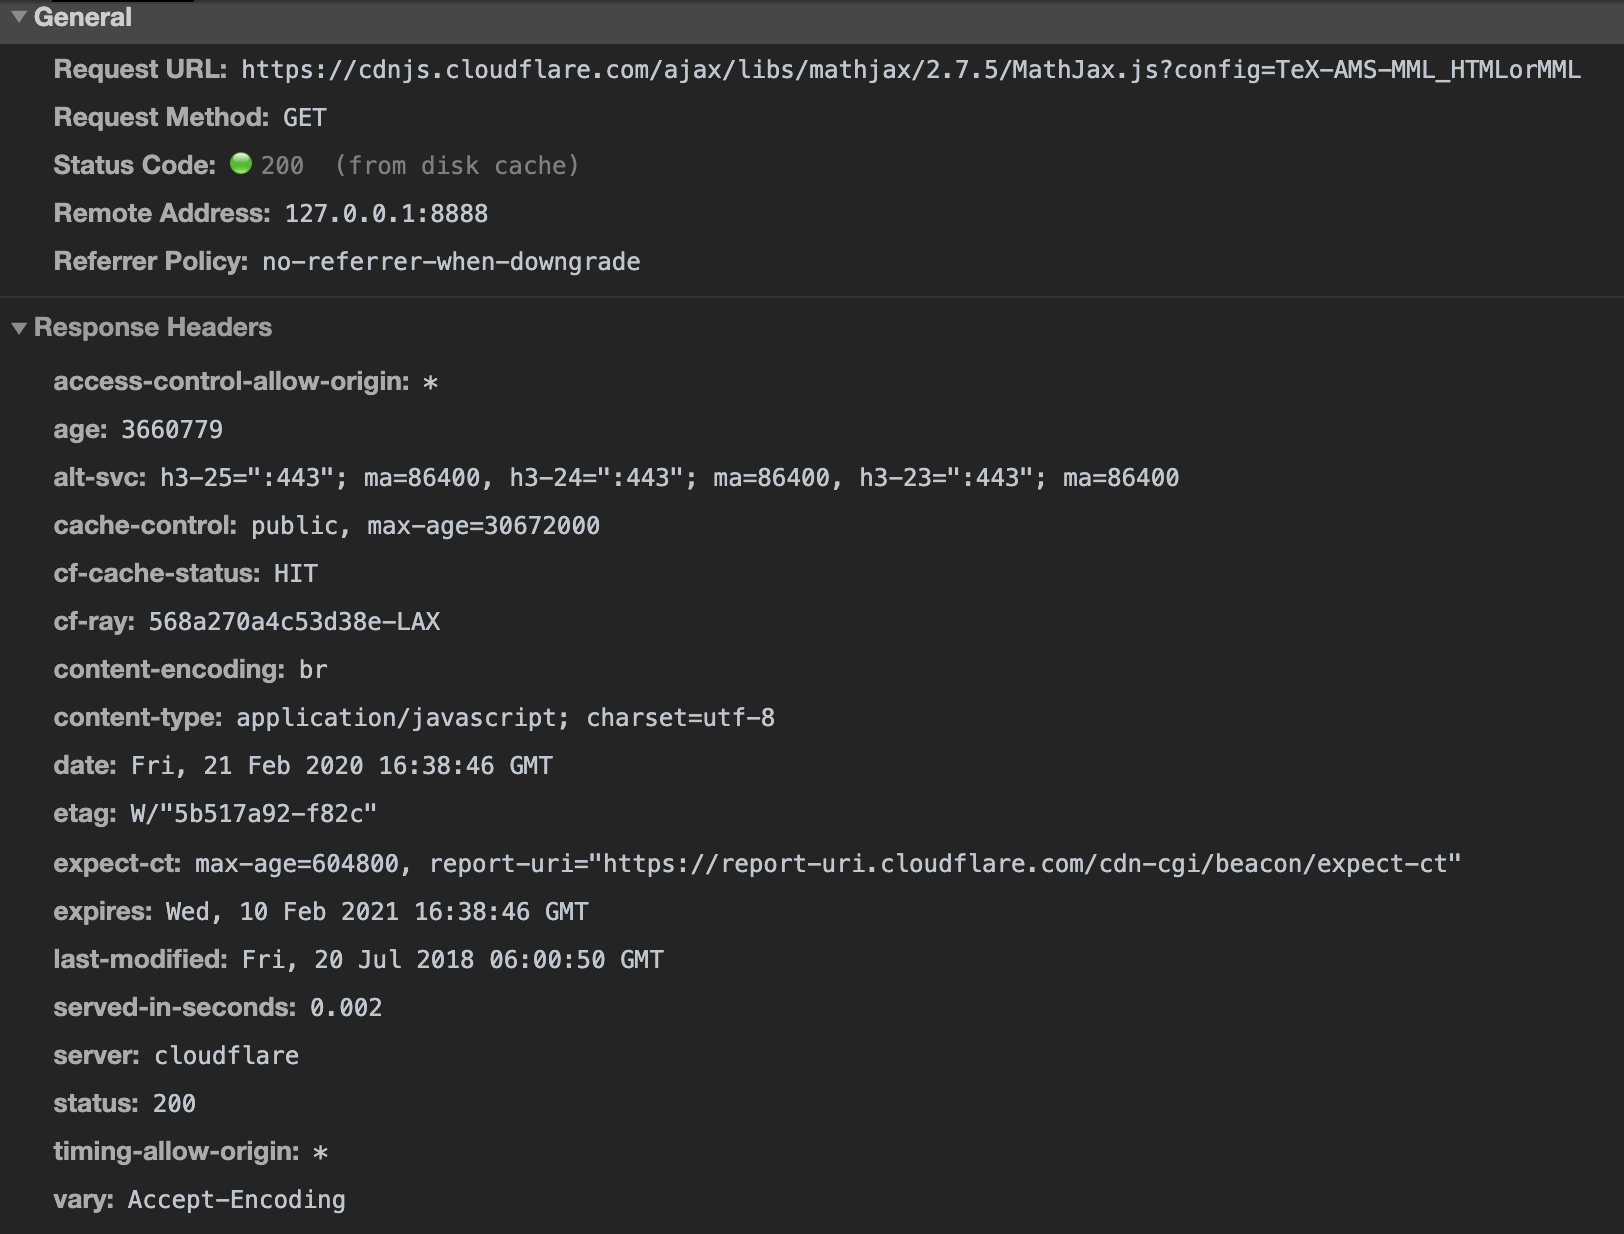 General
Request URL: https://cdnjs.cloudflare.com/ajax/libs/mathjax/2.7.5/MathJax.js?config=TeX-AMS-MML_HTMLorMML
Request Method: GET
Status Code: 200 (from disk cache)
Remote Address: 127.0.0.1:8888
Referrer Policy: no-referrer-when-downgrade
Response Headers
access-control-allow-origin: *
age: 3660779
alt-svc: h3-25=":443"; ma=86400, h3-24=":443"; ma=86400, h3-23=":443"; ma=86400
cache-control: public, max-age=30672000
cf-cache-status: HIT
cf-ray: 568a270a4c53d38e-LAX
content-encoding: br
content-type: application/javascript; charset=utf-8
date: Fri, 21 Feb 2020 16:38:46 GMT
etag: W/"5b517a92-f82c"
expect-ct: max-age=604800, report-uri="https://report-uri.cloudflare.com/cdn-cgi/beacon/expect-ct"
expires: Wed, 10 Feb 2021 16:38:46 GMT
last-modified: Fri, 20 Jul 2018 06:00:50 GMT
served-in-seconds: 0.002
server: cloudflare
status: 200
timing-allow-origin: *
vary: Accept-Encoding